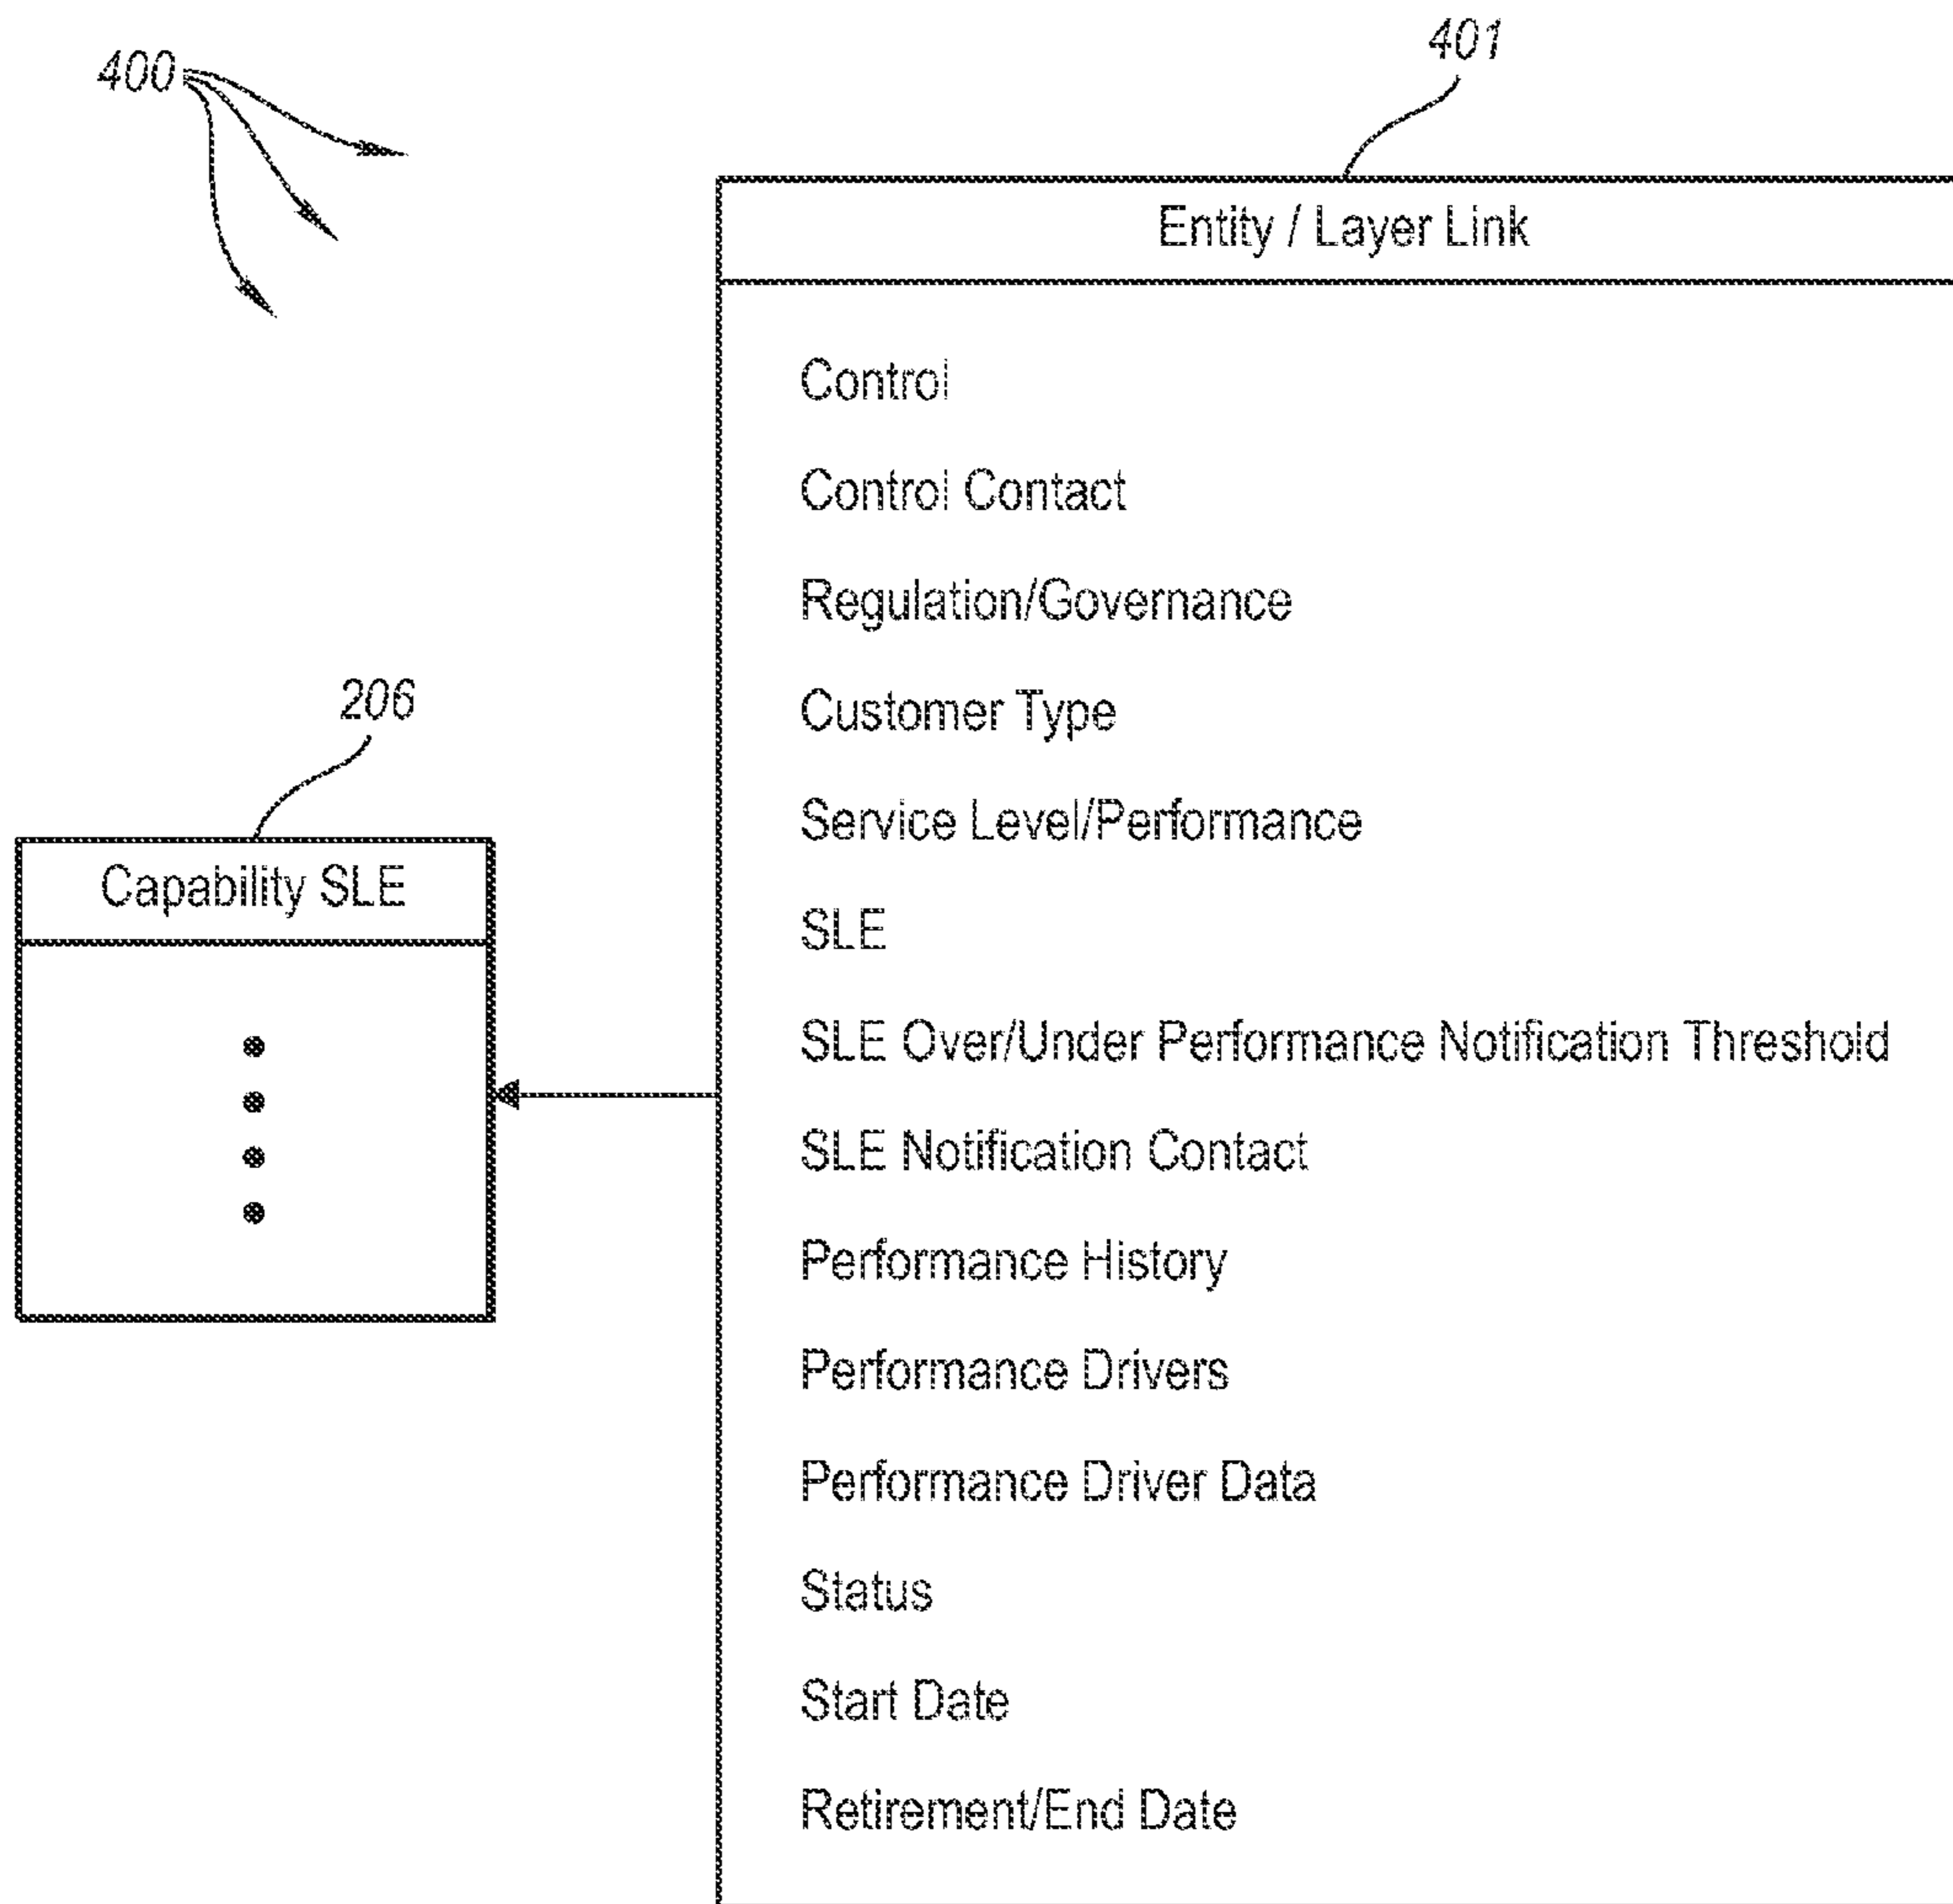 400
401
Entity / Layer Link
Control
Control Contact
Regulation/Governance
Customer Type
206
Service Level/Performance
Capability SLE
SLE
SLE Over/Under Performance Notification Threshold
SLE Notification Contact
Performance History
Performance Drivers
Performance Driver Data
Status
Start Date
Retirement/End Date